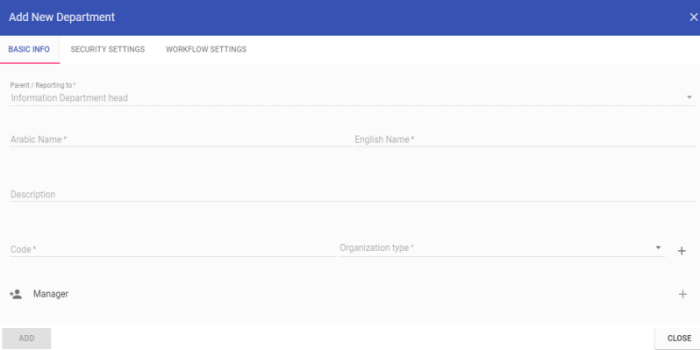 Add New Department
BASIC INFO SECURITY SETTINGS WORKFLOW SETTINGS
Parent / Reporting to *
Information Department head
Arabic Name * English Name *
Description
Code * Organization type *
Manager
ADD CLOSE